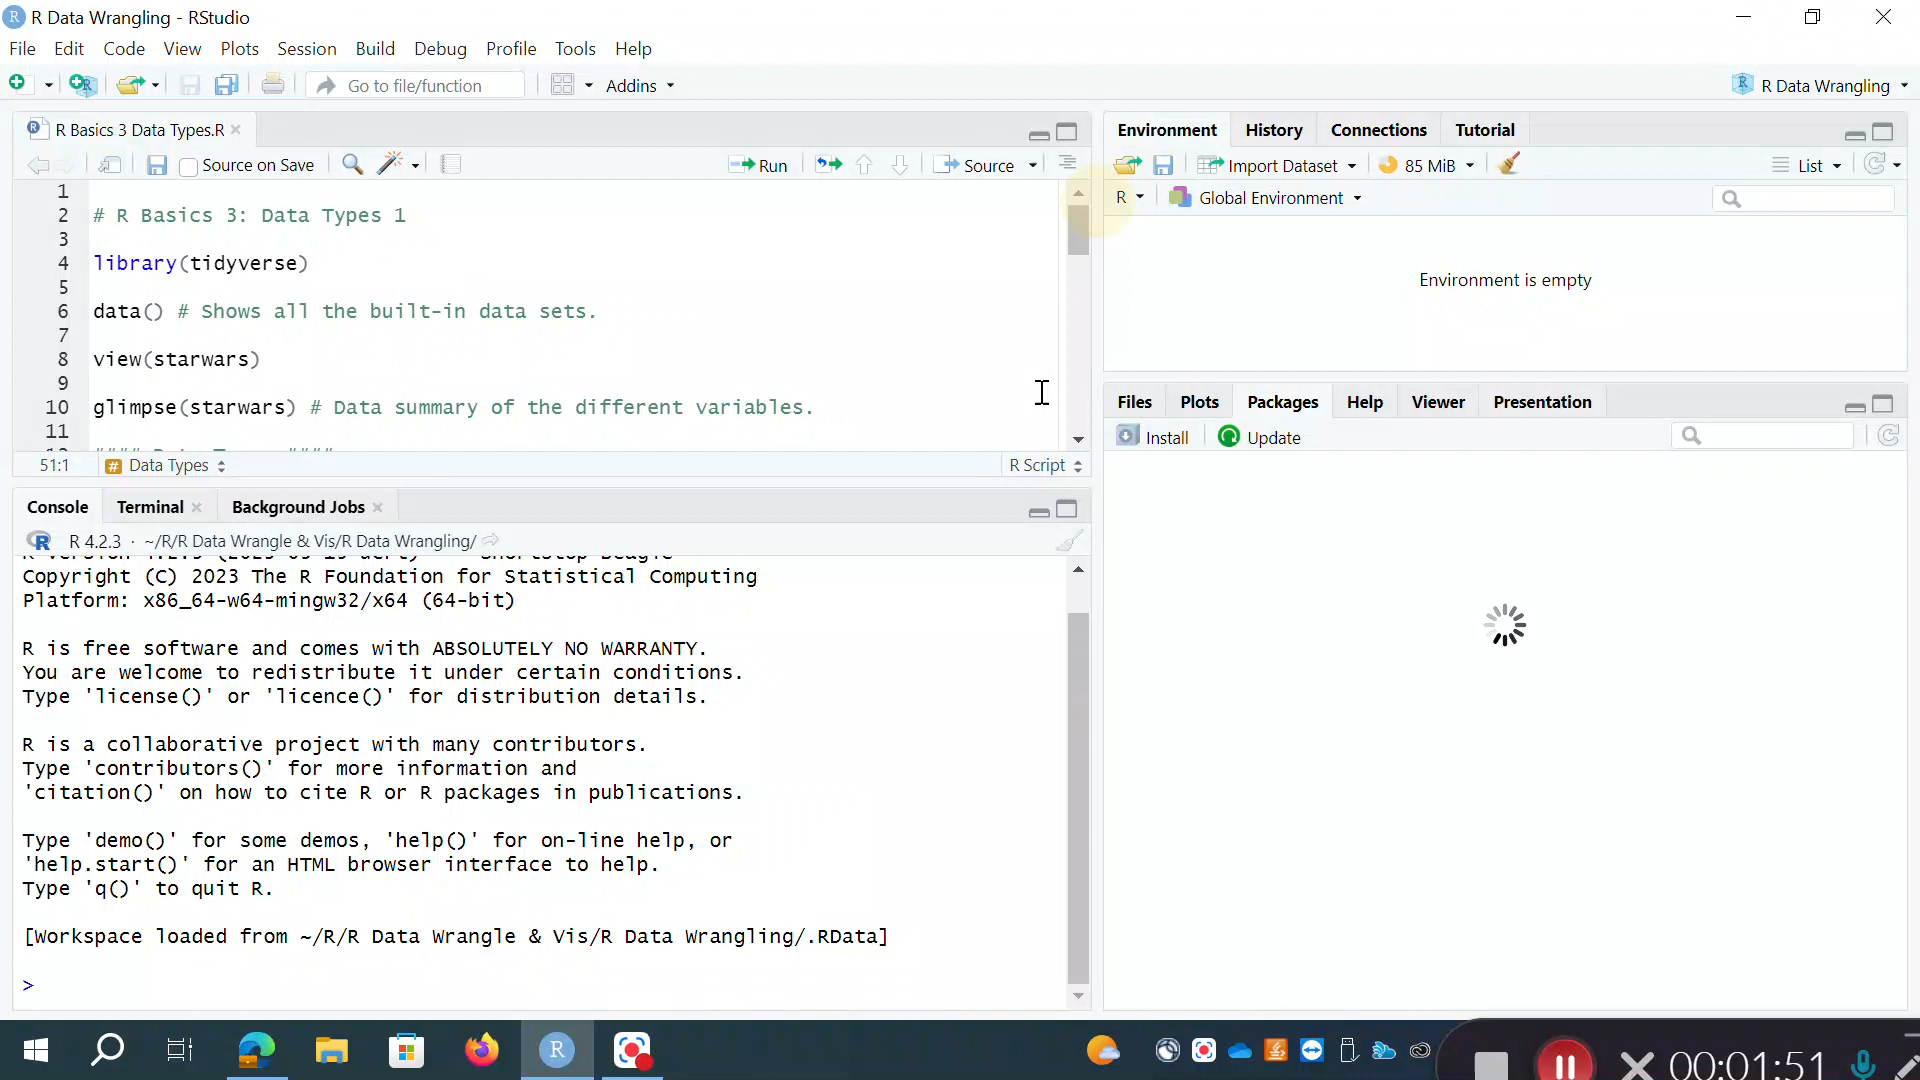 R Data Wrangling - RStudio
File Edit Code View Plots Session Build Debug Profile Tools Help
Go to file/function
Addins
R Data Wrangling
R Basics 3 Data Types.R
Source on Save
Run
Source
1
2 # R Basics 3: Data Types 1
3
4 library(tidyverse)
5
6 data() # Shows all the built-in data sets.
7
8 view(starwars)
9
10 glimpse(starwars) # Data summary of the different variables.
11
51:1 Data Types R Script
Console Terminal Background Jobs
R 4.2.3 · ~/R/R Data Wrangle & Vis/R Data Wrangling/
Copyright (C) 2023 The R Foundation for Statistical Computing
Platform: x86_64-w64-mingw32/x64 (64-bit)
R is free software and comes with ABSOLUTELY NO WARRANTY.
You are welcome to redistribute it under certain conditions.
Type 'license()' or 'licence()' for distribution details.
R is a collaborative project with many contributors.
Type 'contributors()' for more information and
'citation()' on how to cite R or R packages in publications.
Type 'demo()' for some demos, 'help()' for on-line help, or
'help.start()' for an HTML browser interface to help.
Type 'q()' to quit R.
[Workspace loaded from ~/R/R Data Wrangle & Vis/R Data Wrangling/.RData]
>
Environment History Connections Tutorial
Import Dataset 85 MiB List
R Global Environment
Environment is empty
Files Plots Packages Help Viewer Presentation
Install Update
00:01:51